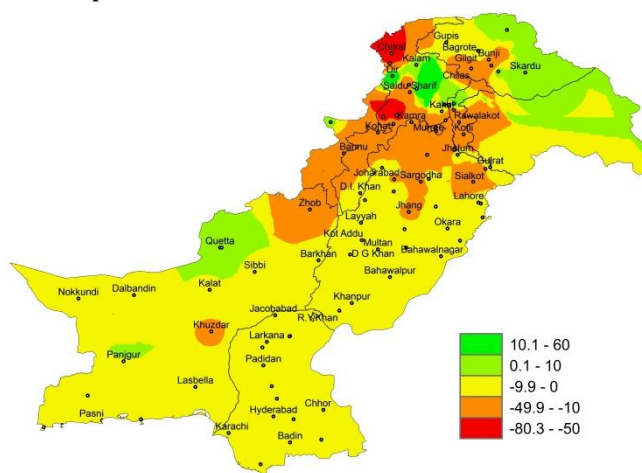 Gupis
Chitral
Bagrote
Bunji
Kalam
Gilgit
Dir
Skardu
Chilas
Saidu Sharif
Kakul
Kamra
Rawalakot
Kohat
Murree
Kotli
Bannu
Jhelum
Gujrat
Joharabad
Sargodha
Sialkot
D I. Khan
Zhob
Jhang
Lahore
Layyah
Okara
Quetta
Kot Addu
Multan
Barkhan
D G Khan
Bahawalnagar
Sibbi
Bahawalpur
Kalat
Nokkundi
Dalbandin
Khanpur
Jacobabad
R. Y.Khan
Khuzdar
Larkana
Panjgur
Padidan
Lasbella
Pasni
Hyderabad
Chhor
Karachi
Badin
10.1 - 60
0.1 - 10
-9.9 - 0
-49.9 - -10
-80.3 - -50